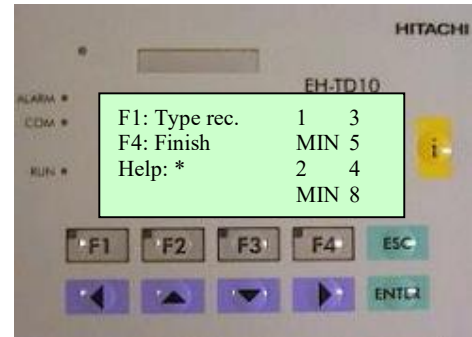 HITACHI
EH-TD10
ALARM
COM
RUN
F1: Type rec. 1 3
F4: Finish MIN 5
Help: * 2 4
MIN 8
i
F1 F2 F3 F4 ESC
ENTER